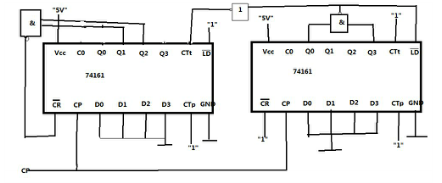 "5V" "1" 1 "5V" "1"
& &
Vcc C0 Q0 Q1 Q2 Q3 CTt LD
Vcc C0 Q0 Q1 Q2 Q3 CTt LD
74161 74161
CR CP D0 D1 D2 D3 CTp GND
CR CP D0 D1 D2 D3 CTp GND
"1" "1" "1"
CP